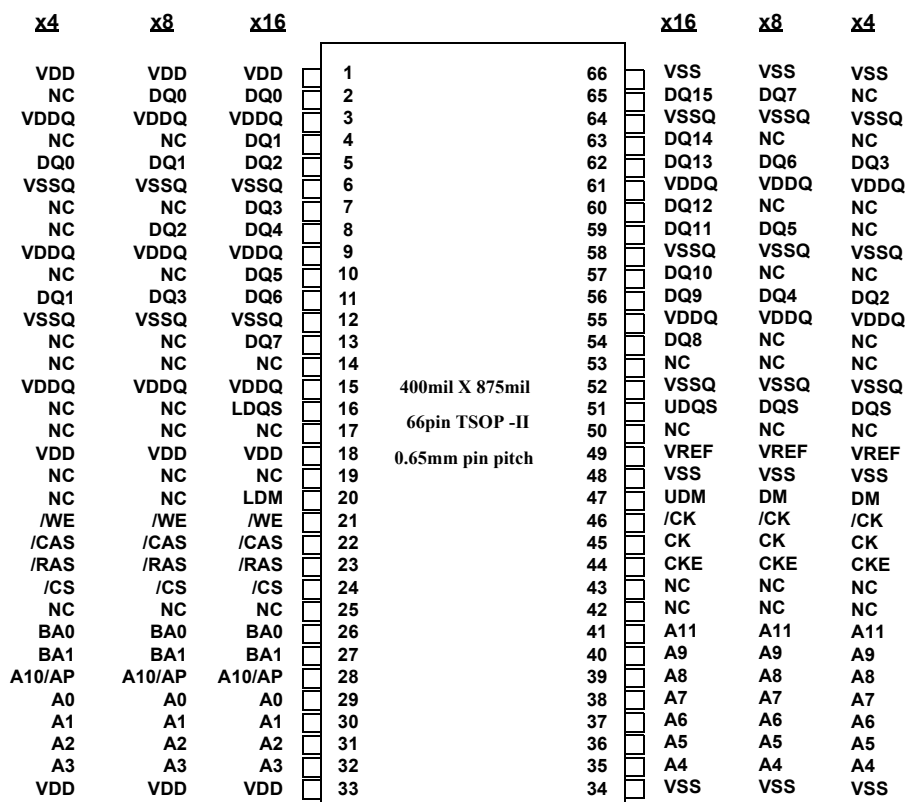 x4 x8 x16 x16 x8 x4
VDD VDD VDD 1 66 VSS VSS VSS
NC DQ0 DQ0 2 65 DQ15 DQ7 NC
VDDQ VDDQ VDDQ 3 64 VSSQ VSSQ VSSQ
NC NC DQ1 4 63 DQ14 NC NC
DQ0 DQ1 DQ2 5 62 DQ13 DQ6 DQ3
VSSQ VSSQ VSSQ 6 61 VDDQ VDDQ VDDQ
NC NC DQ3 7 60 DQ12 NC NC
NC DQ2 DQ4 8 59 DQ11 DQ5 NC
VDDQ VDDQ VDDQ 9 58 VSSQ VSSQ VSSQ
NC NC DQ5 10 57 DQ10 NC NC
DQ1 DQ3 DQ6 11 56 DQ9 DQ4 DQ2
VSSQ VSSQ VSSQ 12 55 VDDQ VDDQ VDDQ
NC NC DQ7 13 54 DQ8 NC NC
NC NC NC 14 53 NC NC NC
VDDQ VDDQ VDDQ 15 400mil X 875mil 52 VSSQ VSSQ VSSQ
NC NC LDQS 16 51 UDQS DQS DQS
66pin TSOP -II
NC NC NC 17 50 NC NC NC
VDD VDD VDD 18 0.65mm pin pitch 49 VREF VREF VREF
NC NC NC 19 48 VSS VSS VSS
NC NC LDM 20 47 UDM DM DM
/WE /WE /WE 21 46 /CK /CK /CK
/CAS /CAS /CAS 22 45 CK CK CK
/RAS /RAS /RAS 23 44 CKE CKE CKE
/CS /CS /CS 24 43 NC NC NC
NC NC NC 25 42 NC NC NC
BA0 BA0 BA0 26 41 A11 A11 A11
BA1 BA1 BA1 27 40 A9 A9 A9
A10/AP A10/AP A10/AP 28 39 A8 A8 A8
A0 A0 A0 29 38 A7 A7 A7
A1 A1 A1 30 37 A6 A6 A6
A2 A2 A2 31 36 A5 A5 A5
A3 A3 A3 32 35 A4 A4 A4
VDD VDD VDD 33 34 VSS VSS VSS